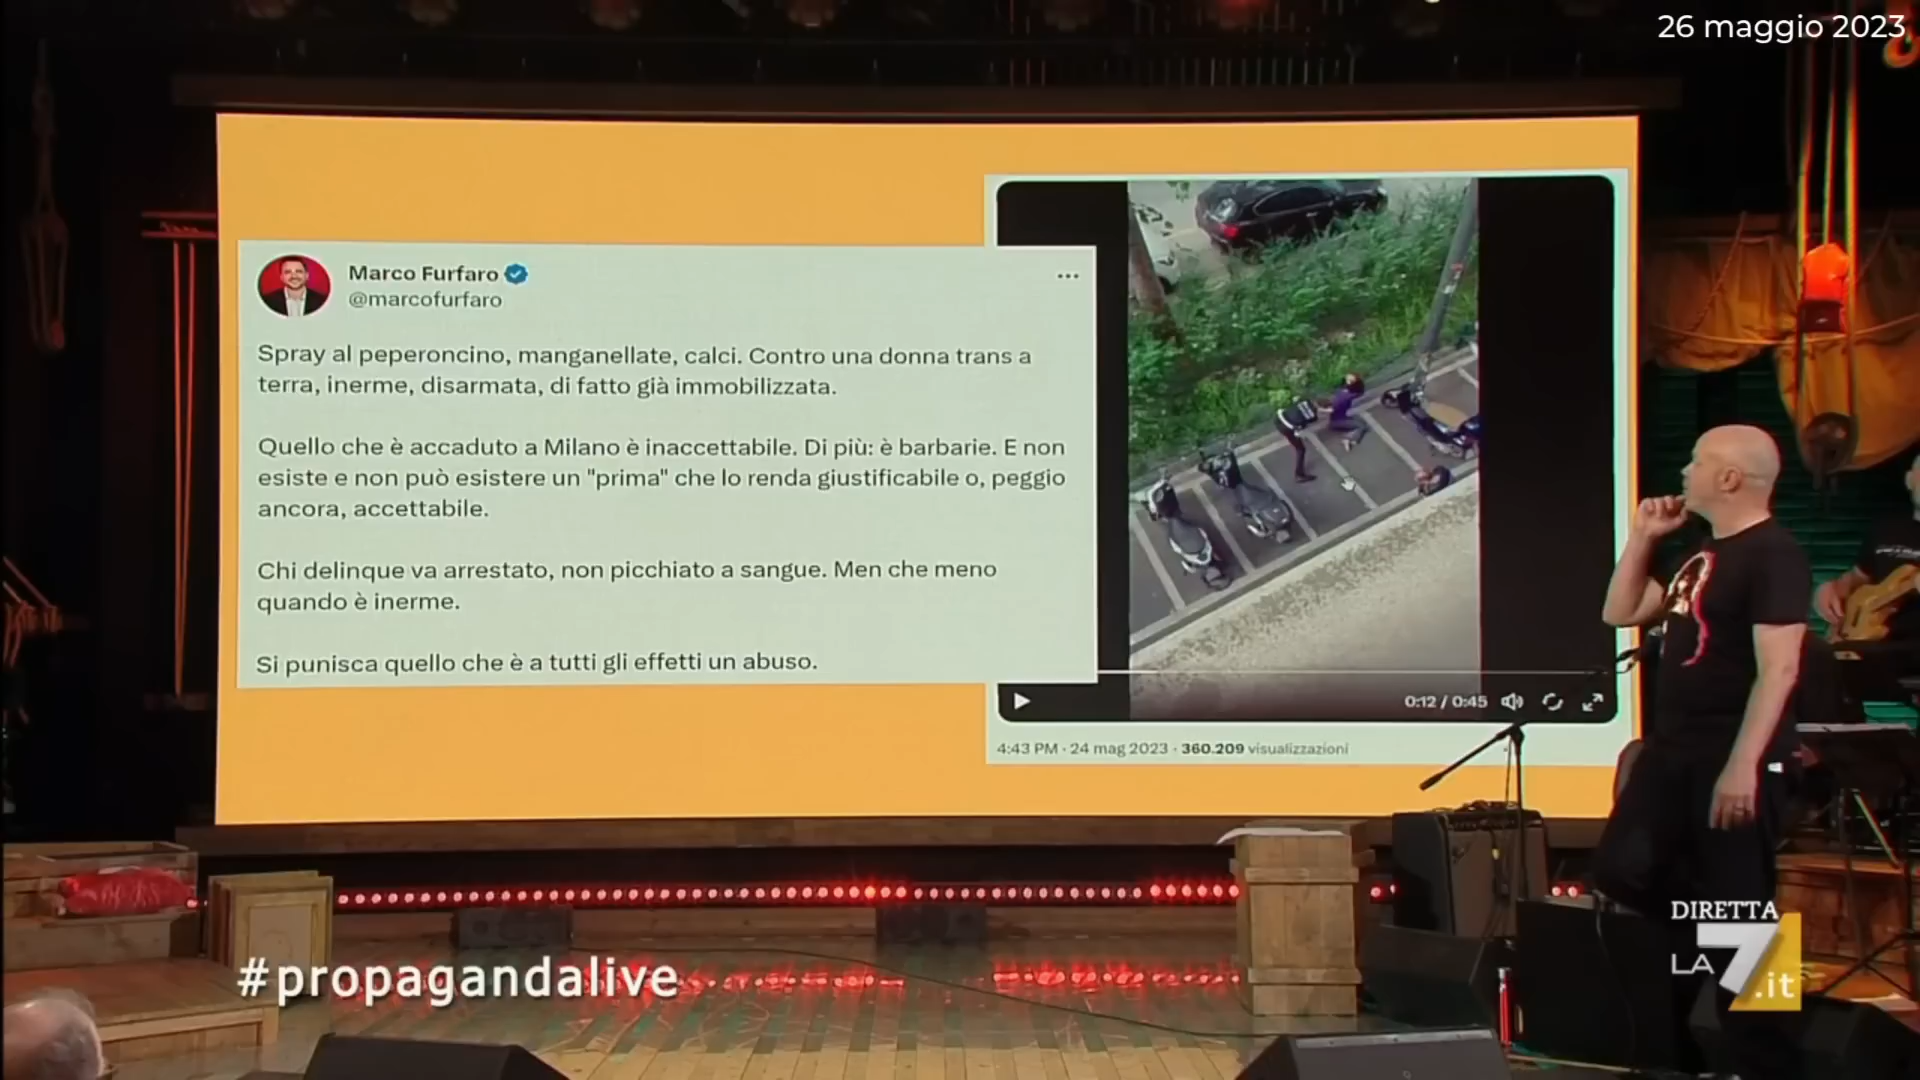 26 maggio 2023
Marco Furfaro
@marcofurfaro
Spray al peperoncino, manganellate, calci. Contro una donna trans a
terra, inerme, disarmata, di fatto già immobilizzata.
Quello che è accaduto a Milano è inaccettabile. Di più: è barbarie. E non
esiste e non può esistere un "prima" che lo renda giustificabile o, peggio
ancora, accettabile.
Chi delinque va arrestato, non picchiato a sangue. Men che meno
quando è inerme.
Si punisca quello che è a tutti gli effetti un abuso.
0:12 / 0:45
4:43 PM · 24 mag 2023 · 360.209 visualizzazioni
#propagandalive
DIRETTA
LA7.it